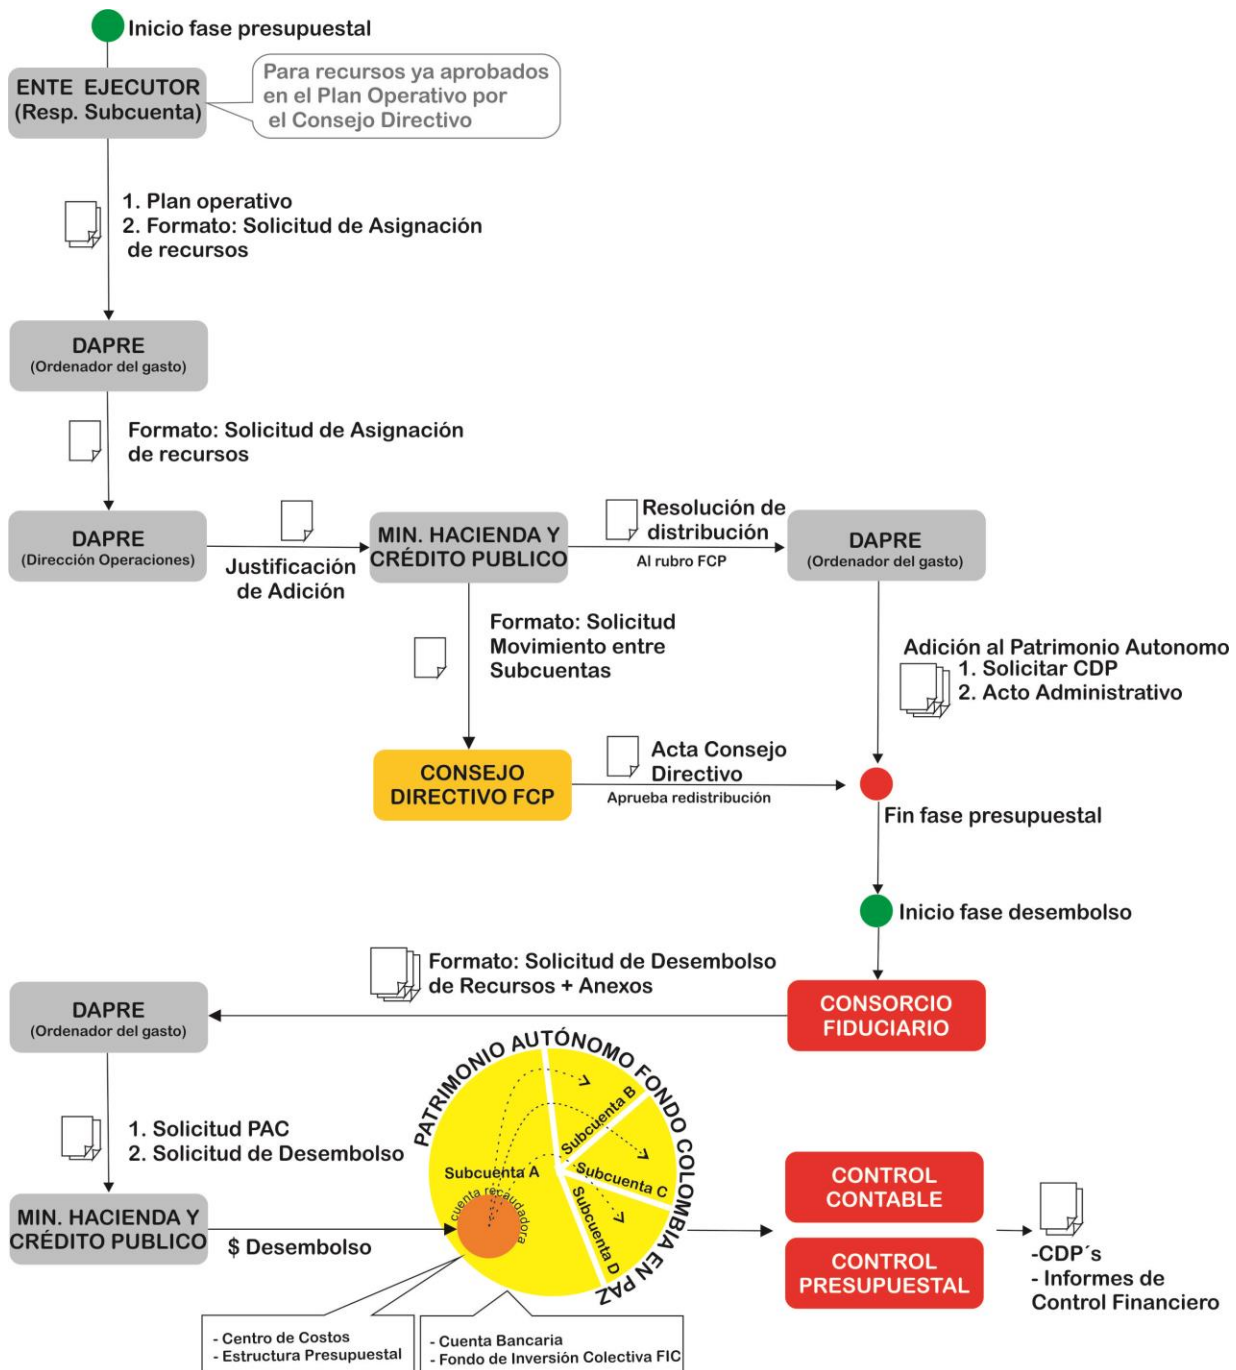 Inicio fase presupuestal
ENTE EJECUTOR
(Resp. Subcuenta)
Para recursos ya aprobados
en el Plan Operativo por
el Consejo Directivo
1. Plan operativo
2. Formato: Solicitud de Asignación
de recursos
DAPRE
(Ordenador del gasto)
Formato: Solicitud de Asignación
de recursos
DAPRE
(Dirección Operaciones)
Justificación
de Adición
MIN. HACIENDA Y
CRÉDITO PUBLICO
Resolución de
distribución
Al rubro FCP
DAPRE
(Ordenador del gasto)
Formato: Solicitud
Movimiento entre
Subcuentas
Adición al Patrimonio Autonomo
1. Solicitar CDP
2. Acto Administrativo
CONSEJO
DIRECTIVO FCP
Acta Consejo
Directivo
Aprueba redistribución
Fin fase presupuestal
Inicio fase desembolso
CONSORCIO
FIDUCIARIO
Formato: Solicitud de Desembolso
de Recursos + Anexos
DAPRE
(Ordenador del gasto)
1. Solicitud PAC
2. Solicitud de Desembolso
MIN. HACIENDA Y
CRÉDITO PUBLICO
$ Desembolso
PATRIMONIO AUTÓNOMO FONDO COLOMBIA EN PAZ
Subcuenta A
Subcuenta B
Subcuenta C
Subcuenta D
cuenta recaudadora
- Centro de Costos
- Estructura Presupuestal
- Cuenta Bancaria
- Fondo de Inversión Colectiva FIC
CONTROL
CONTABLE
CONTROL
PRESUPUESTAL
-CDP´s
- Informes de
Control Financiero